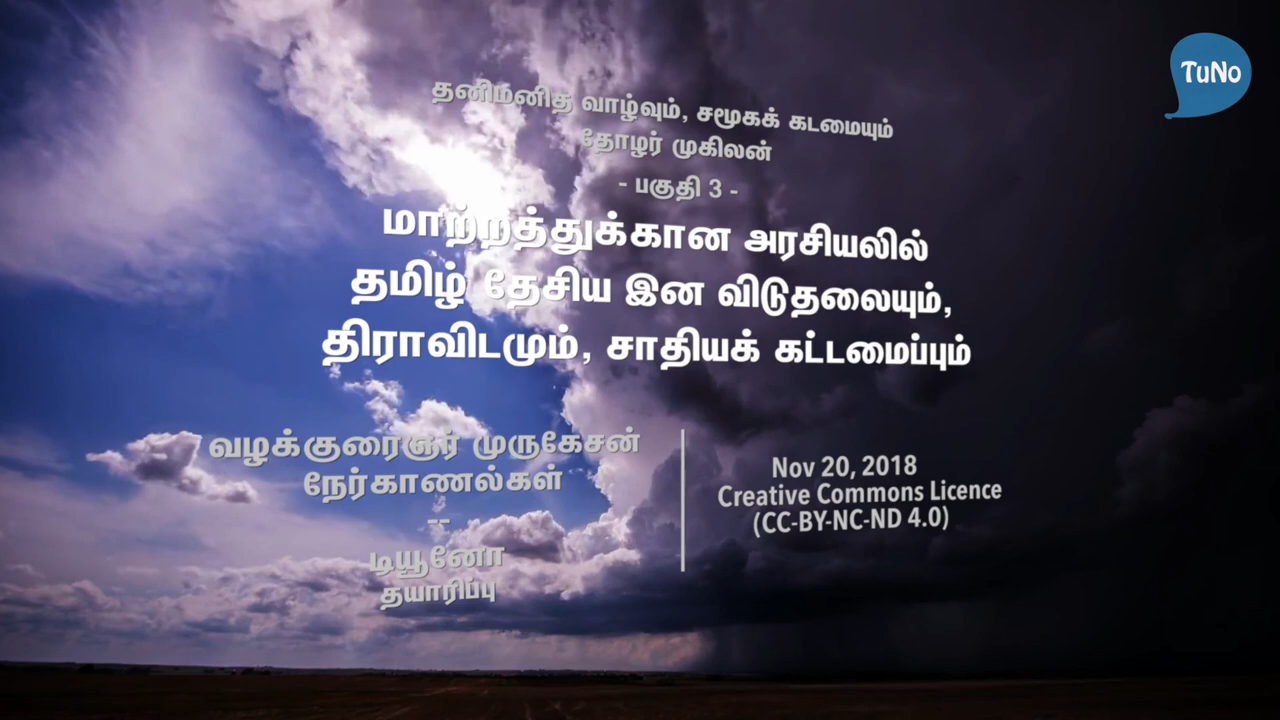 TuNo
தனிமனித வாழ்வும், சமூகக் கடமையும்
தோழர் முகிலன்
- பகுதி 3 -
மாற்றத்துக்கான அரசியலில்
தமிழ் தேசிய இன விடுதலையும்,
திராவிடமும், சாதியக் கட்டமைப்பும்
வழக்குரைஞர் முருகேசன்
நேர்காணல்கள்
--
டியூனோ
தயாரிப்பு
Nov 20, 2018
Creative Commons Licence
(CC-BY-NC-ND 4.0)